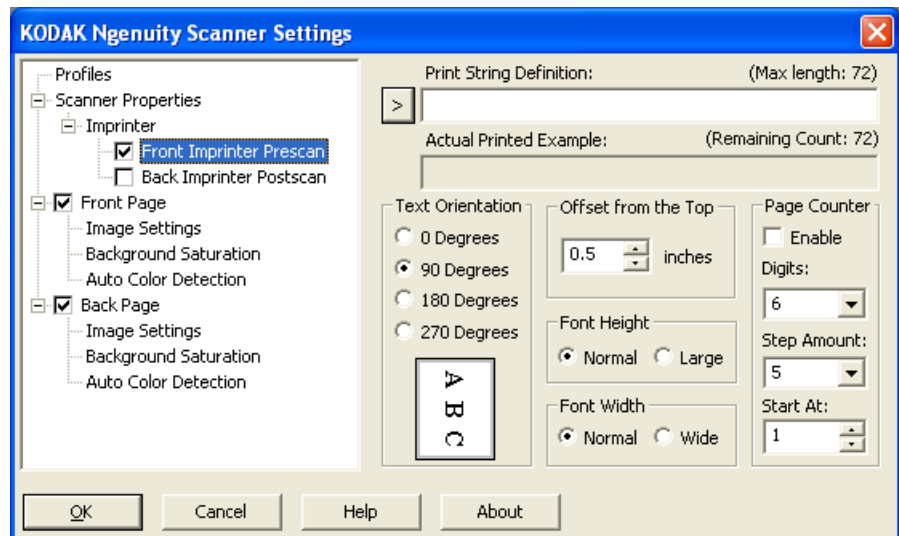 KODAK Ngenuity Scanner Settings
Profiles
Scanner Properties
Imprinter
Front Imprinter Prescan
Back Imprinter Postscan
Front Page
Image Settings
Background Saturation
Auto Color Detection
Back Page
Image Settings
Background Saturation
Auto Color Detection
Print String Definition: (Max length: 72)
>
Actual Printed Example: (Remaining Count: 72)
Text Orientation
0 Degrees
90 Degrees
180 Degrees
270 Degrees
A B C
Offset from the Top
0.5 inches
Font Height
Normal Large
Font Width
Normal Wide
Page Counter
Enable
Digits:
6
Step Amount:
5
Start At:
1
OK Cancel Help About